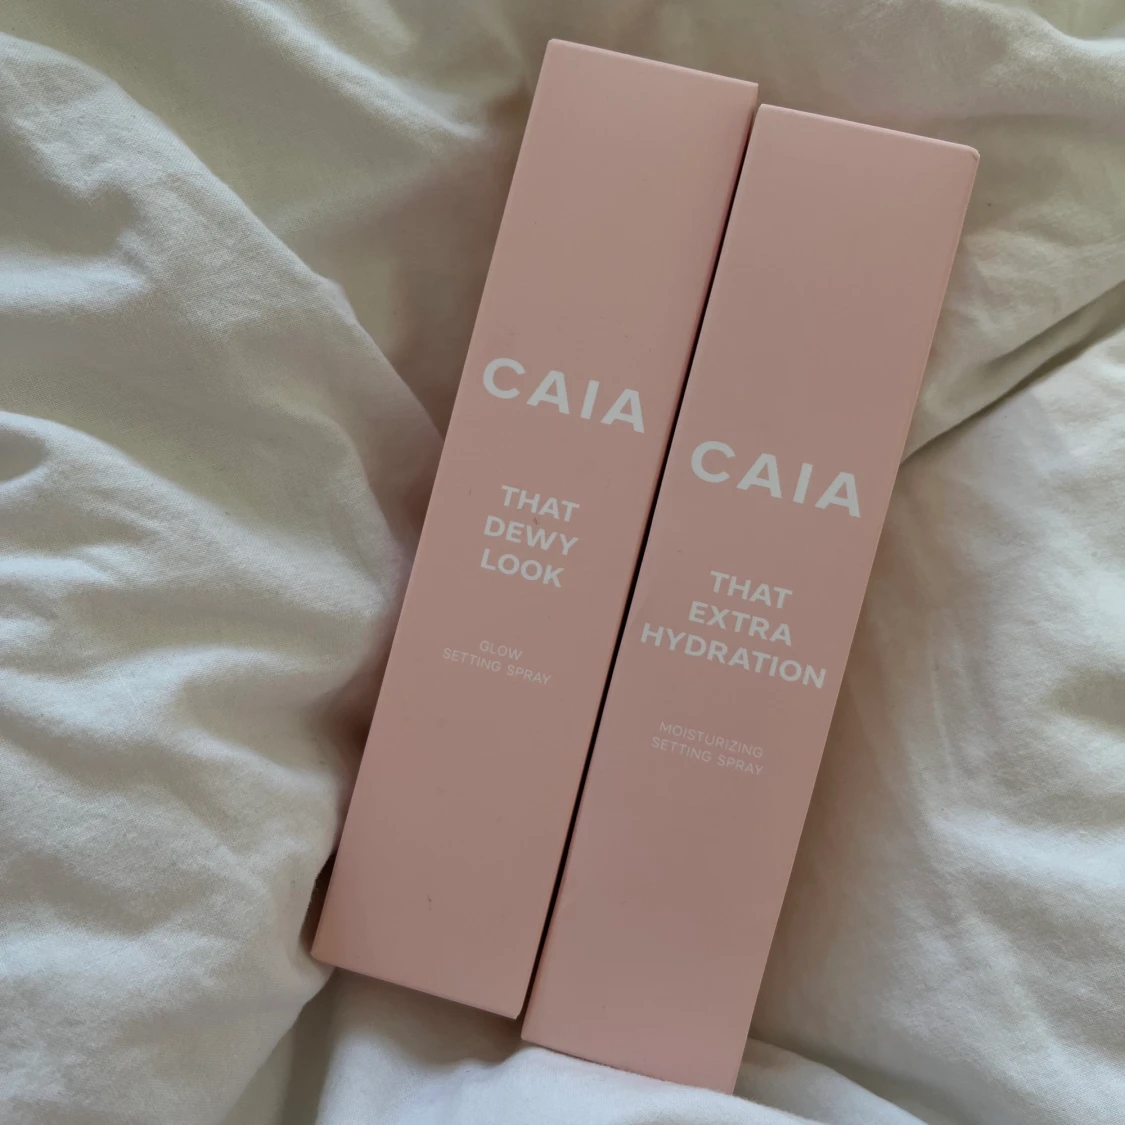 CAIA
THAT
DEWY
LOOK
GLOW
SETTING SPRAY
CAIA
THAT
EXTRA
HYDRATION
MOISTURIZING
SETTING SPRAY